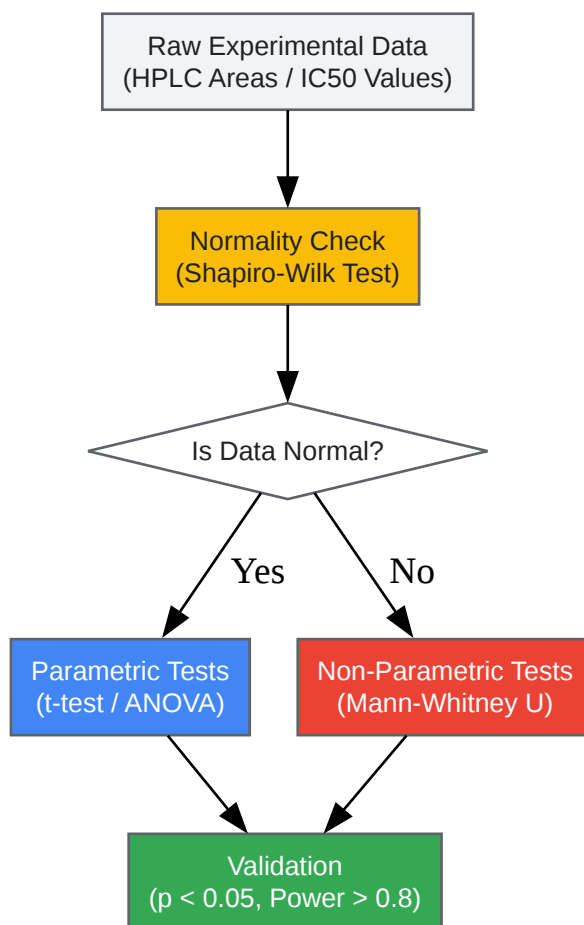 Raw Experimental Data
(HPLC Areas / IC50 Values)
Normality Check
(Shapiro-Wilk Test)
Is Data Normal?
Yes
No
Parametric Tests
(t-test / ANOVA)
Non-Parametric Tests
(Mann-Whitney U)
Validation
(p < 0.05, Power > 0.8)